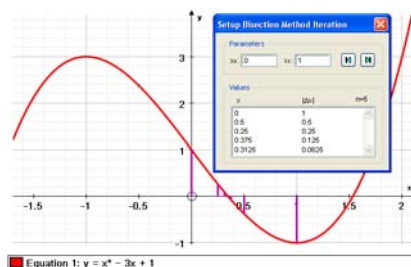 y
Setup Bisection Method Iteration
Parameters
x₀: 0 x₁: 1
Values
x |Δx| n=5
0 1
0.5 0.5
0.25 0.25
0.375 0.125
0.3125 0.0625
3
2
1
-1
-1.5 -1 -0.5 0.5 1 1.5 2
x
Equation 1: y = x³ − 3x + 1